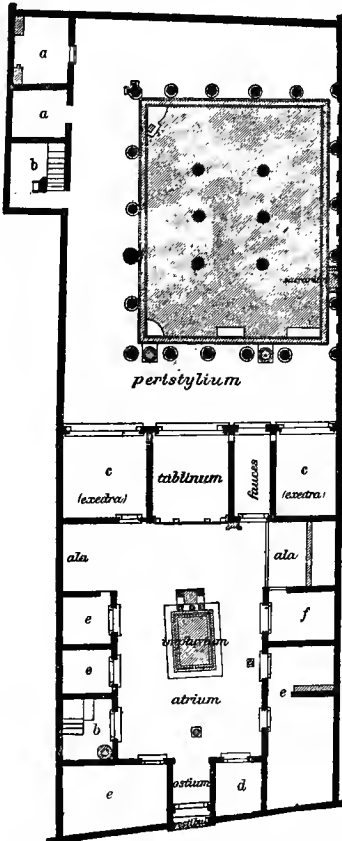 a
a
b
peristylium
c
(exedra)
tablinum
fauces
c
(exedra)
ala
ala
e
f
e
e
atrium
b
e
ostium
d